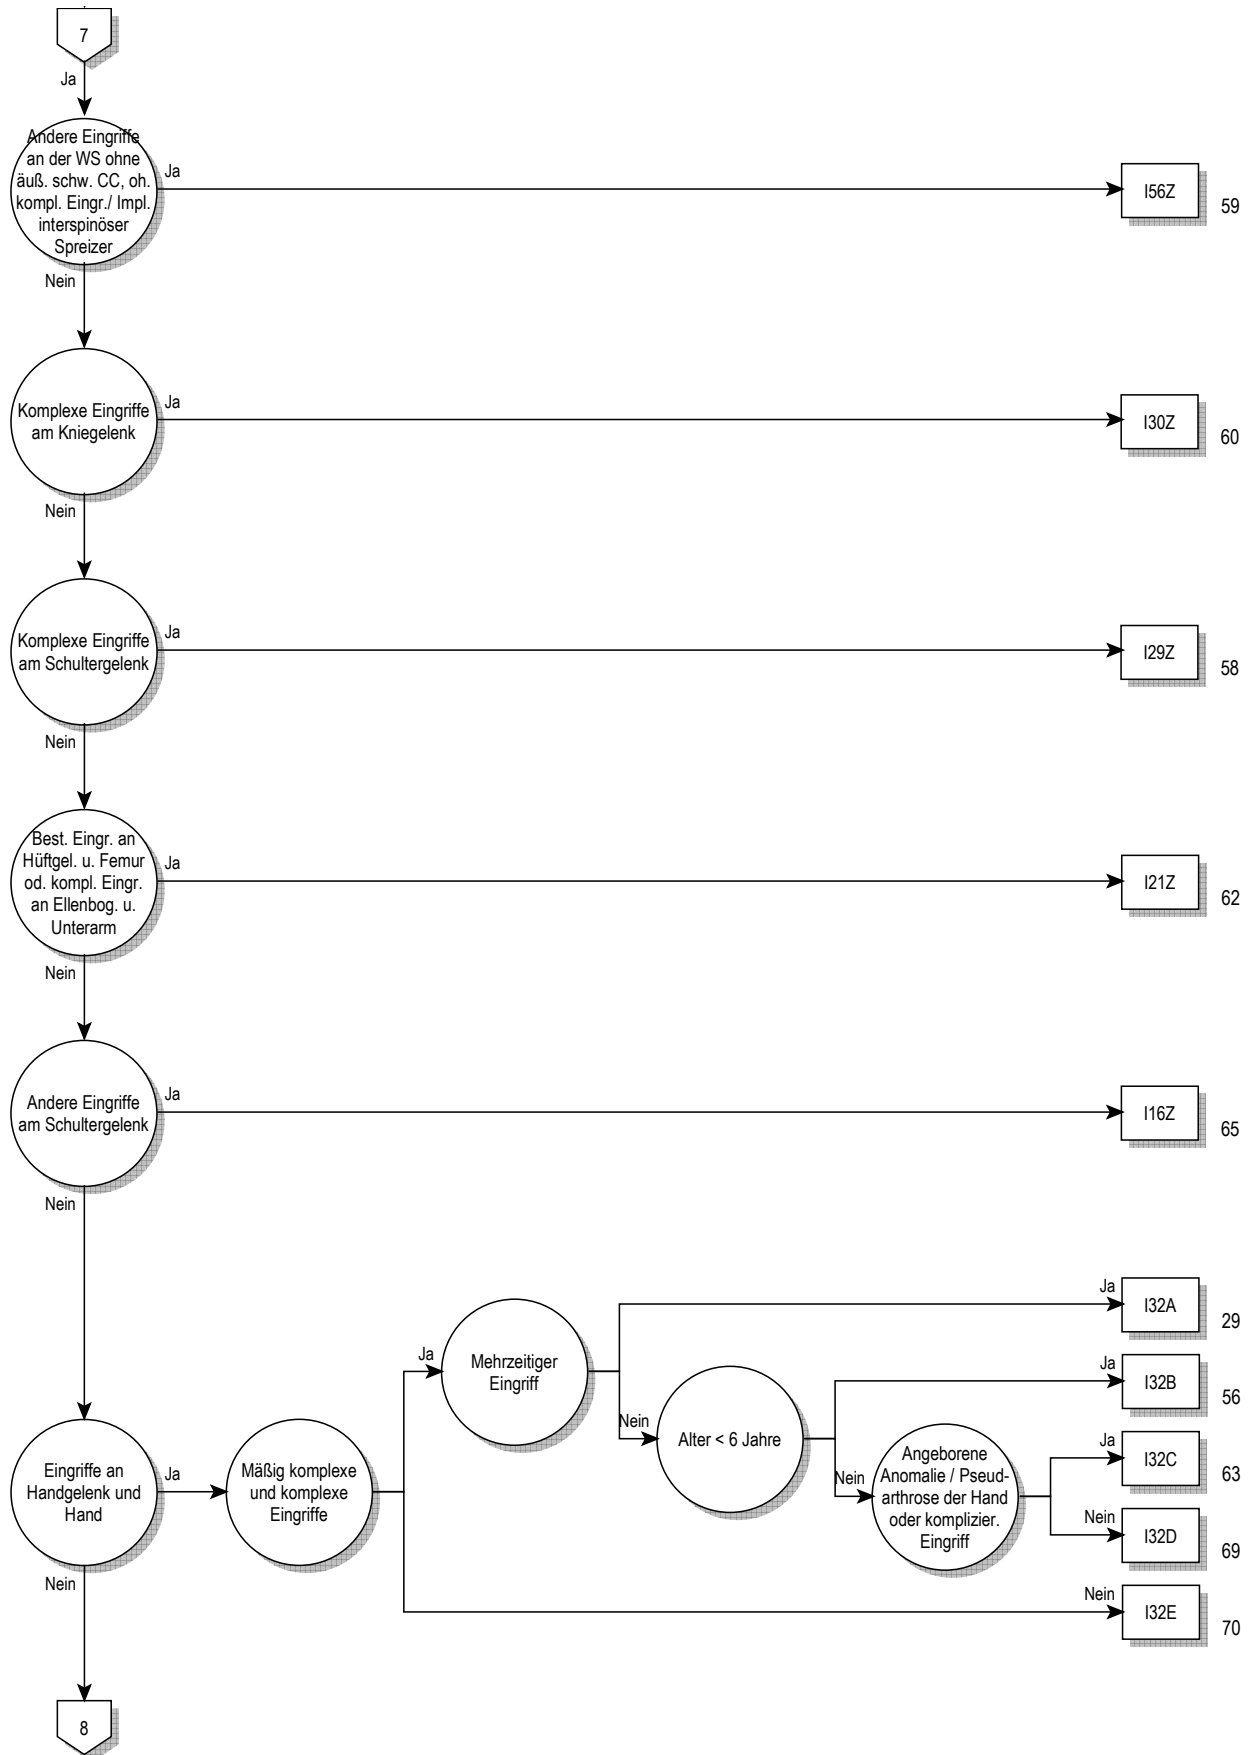 7
Ja
Andere Eingriffe
an der WS ohne
äuß. schw. CC, oh.
kompl. Eingr./ Impl.
interspinöser
Spreizer
Ja
I56Z
59
Nein
Komplexe Eingriffe
am Kniegelenk
Ja
I30Z
60
Nein
Komplexe Eingriffe
am Schultergelenk
Ja
I29Z
58
Nein
Best. Eingr. an
Hüftgel. u. Femur
od. kompl. Eingr.
an Ellenbog. u.
Unterarm
Ja
I21Z
62
Nein
Andere Eingriffe
am Schultergelenk
Ja
I16Z
65
Nein
Eingriffe an
Handgelenk und
Hand
Ja
Mäßig komplexe
und komplexe
Eingriffe
Ja
Mehrzeitiger
Eingriff
Ja
I32A
29
Nein
Alter < 6 Jahre
Ja
I32B
56
Nein
Angeborene
Anomalie / Pseud-
arthrose der Hand
oder komplizier.
Eingriff
Ja
I32C
63
Nein
I32D
69
Nein
I32E
70
Nein
8